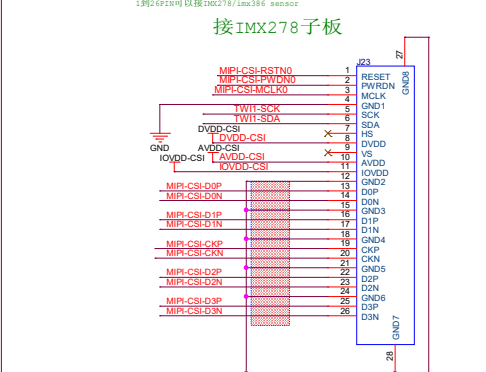 1到26PIN可以接IMX278/imx386 sensor
接IMX278子板
J23
27
GND8
MIPI-CSI-RSTN0 1 RESET
MIPI-CSI-PWDN0 2 PWRDN
MIPI-CSI-MCLK0 3 MCLK
4 GND1
TWI1-SCK 5 SCK
TWI1-SDA 6 SDA
DVDD-CSI 7 HS
GND DVDD-CSI 8 DVDD
AVDD-CSI 9 VS
IOVDD-CSI AVDD-CSI 10 AVDD
IOVDD-CSI 11 IOVDD
12 GND2
MIPI-CSI-D0P 13 D0P
MIPI-CSI-D0N 14 D0N
15 GND3
MIPI-CSI-D1P 16 D1P
MIPI-CSI-D1N 17 D1N
18 GND4
MIPI-CSI-CKP 19 CKP
MIPI-CSI-CKN 20 CKN
21 GND5
MIPI-CSI-D2P 22 D2P
MIPI-CSI-D2N 23 D2N
24 GND6
MIPI-CSI-D3P 25 D3P
MIPI-CSI-D3N 26 D3N
GND7
28